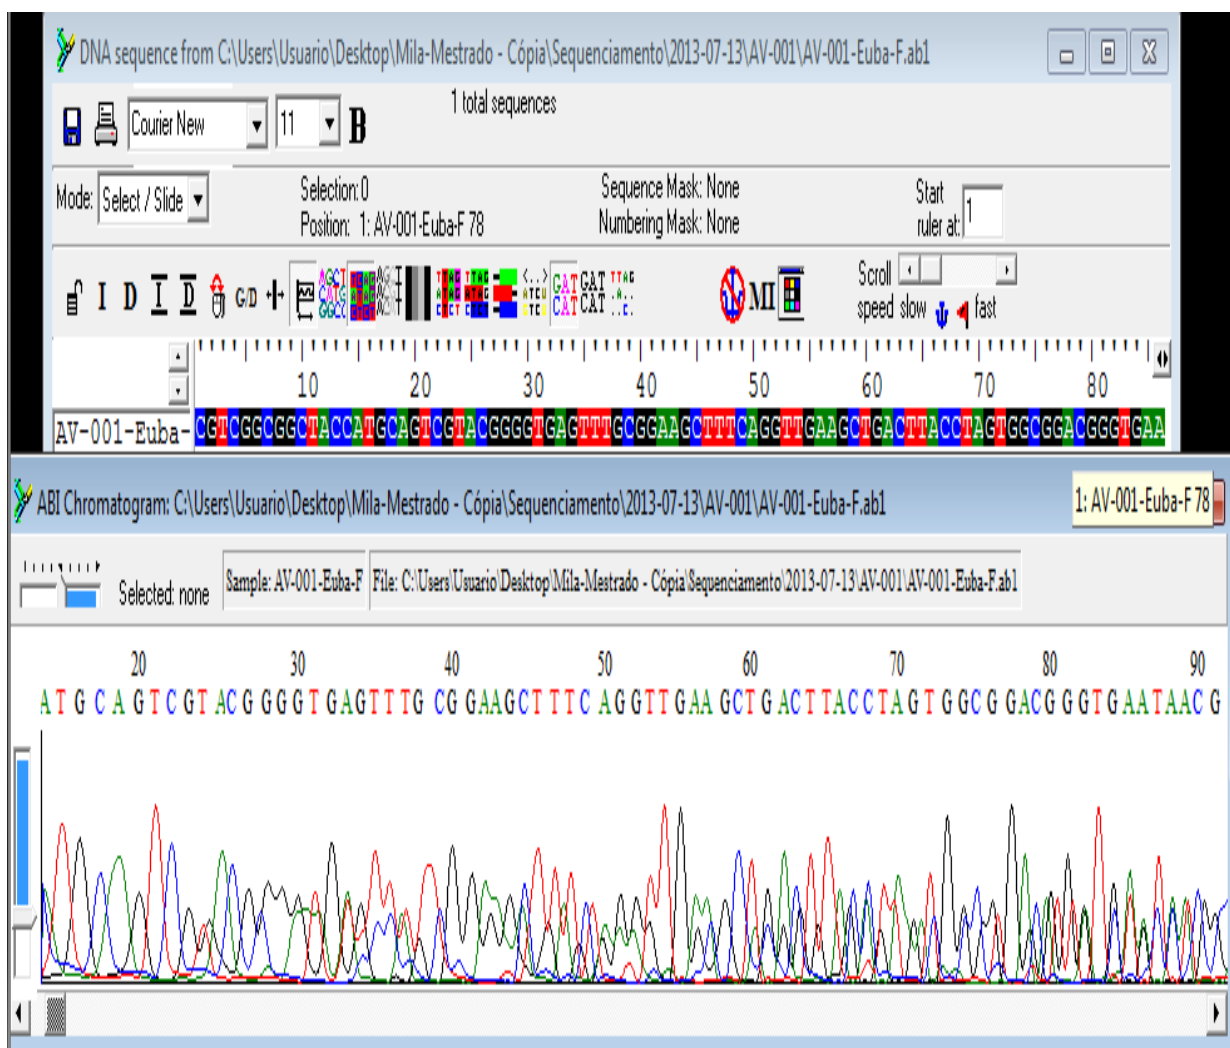 DNA sequence from C:\Users\Usuario\Desktop\Mila-Mestrado - Cópia\Sequenciamento\2013-07-13\AV-001\AV-001-Euba-F.ab1
1 total sequences
Courier New 11 B
Mode: Select / Slide Selection: 0 Sequence Mask: None Start
Position: 1: AV-001-Euba-F 78 Numbering Mask: None ruler at: 1
I D I D G/D GAT GAT MI Scroll
CAT CAT speed slow fast
10 20 30 40 50 60 70 80
AV-001-Euba- CGTCGGCGGCTACCATGCAGTCGTACGGGGTGAGTTTGCGGAAGCTTTCAGGTTGAAGCTGACTTACCTAGTGGCGGACGGGTGAA
ABI Chromatogram: C:\Users\Usuario\Desktop\Mila-Mestrado - Cópia\Sequenciamento\2013-07-13\AV-001\AV-001-Euba-F.ab1 1: AV-001-Euba-F 78
Selected: none Sample: AV-001-Euba-F File: C:\Users\Usuario\Desktop\Mila-Mestrado - Cópia\Sequenciamento\2013-07-13\AV-001\AV-001-Euba-F.ab1
20 30 40 50 60 70 80 90
ATGCAGTCGTACGGGGTGAGTTTGCGGAAGCTTTCAGGTTGAAGCTGACTTACCTAGTGGCGGACGGGTGAATAACG